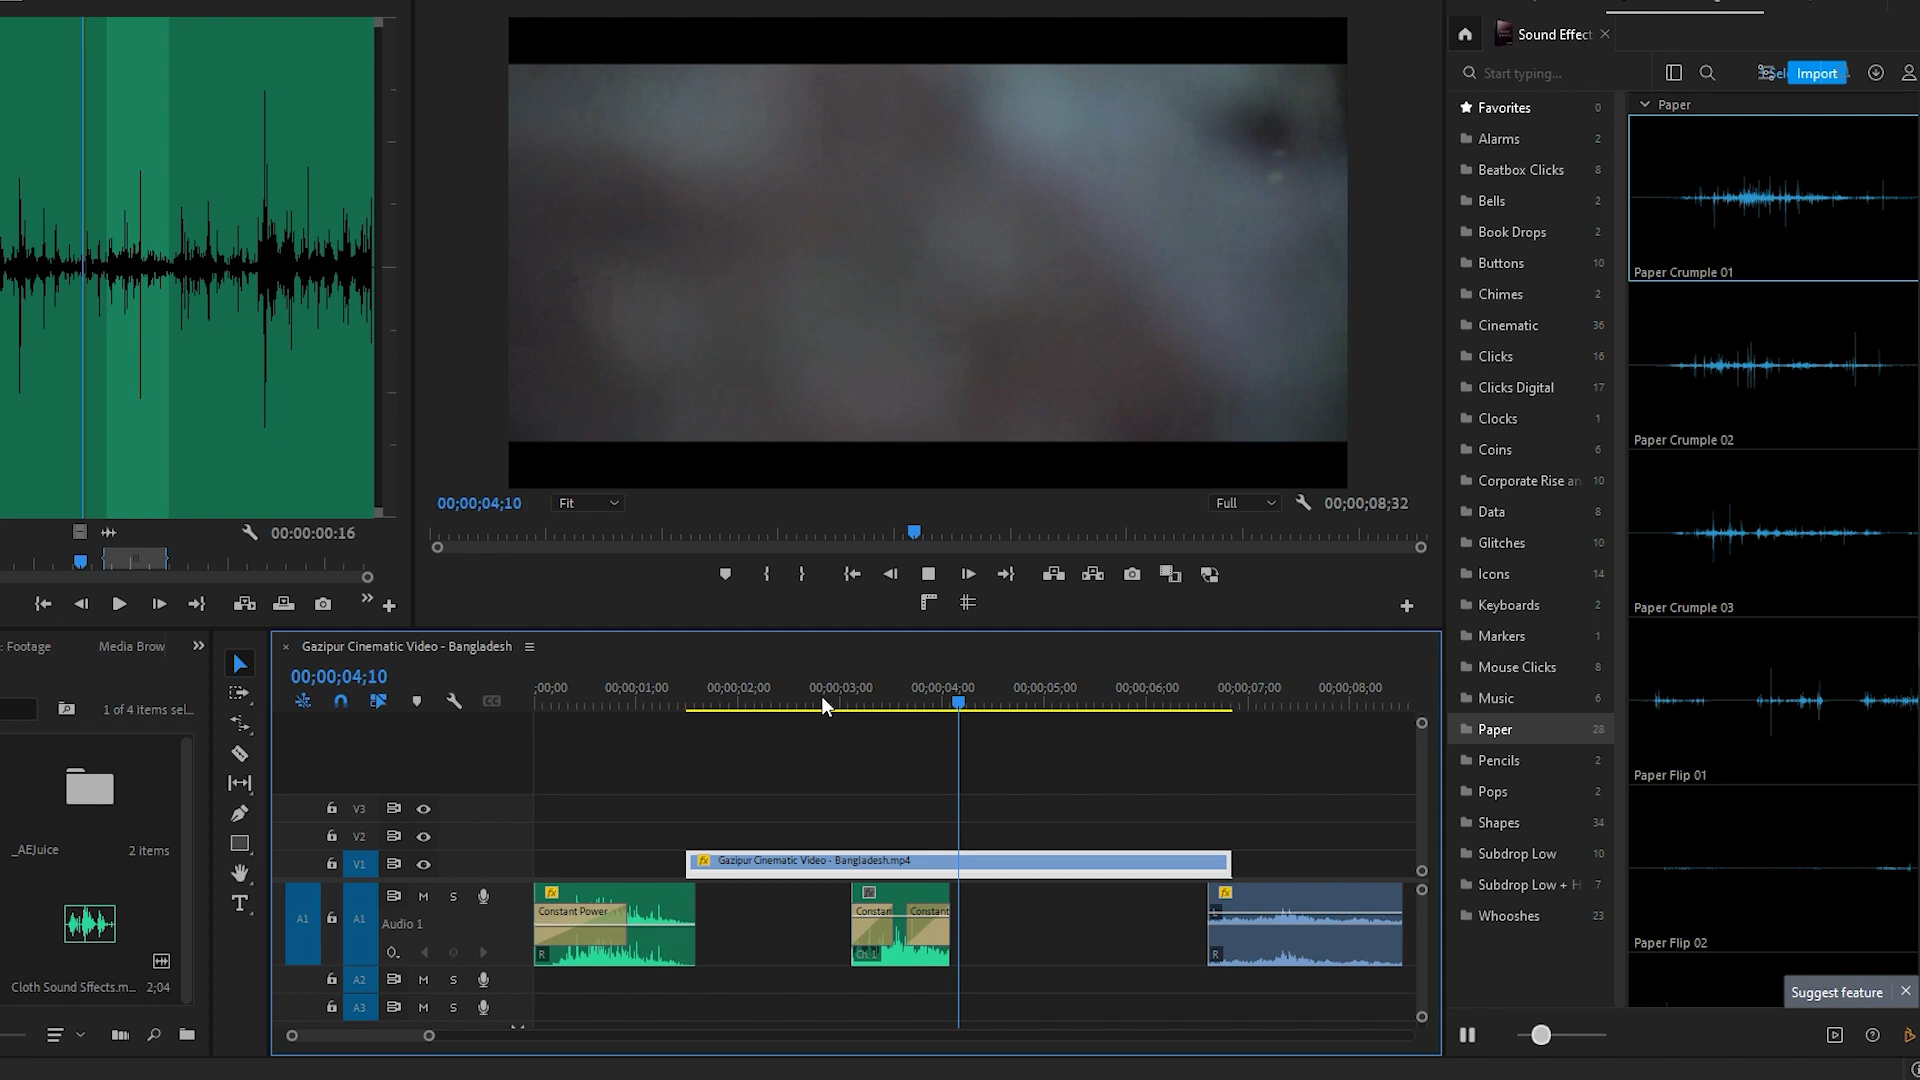 Sound Effect
Start typing...
Import
Favorites 0
Alarms 2
Beatbox Clicks 8
Bells 2
Book Drops 2
Buttons 10
Chimes 2
Cinematic 36
Clicks 16
Clicks Digital 17
Clocks 1
Coins 6
Corporate Rise an 10
Data 8
Glitches 10
Icons 14
Keyboards 2
Markers 1
Mouse Clicks 8
Music 6
Paper 28
Pencils 2
Pops 2
Shapes 34
Subdrop Low 10
Subdrop Low + H 7
Whooshes 23
Paper
Paper Crumple 01
Paper Crumple 02
Paper Crumple 03
Paper Flip 01
Paper Flip 02
Suggest feature
00;00;04;10
Fit
Full
00;00;08;32
00:00:00:16
: Footage
Media Brow
1 of 4 items sel...
_AEJuice
2 items
Cloth Sound Sffects.m... 2;04
Gazipur Cinematic Video - Bangladesh
00;00;04;10
;00;00 00;00;01;00 00;00;02;00 00;00;03;00 00;00;04;00 00;00;05;00 00;00;06;00 00;00;07;00 00;00;08;00
V3
V2
V1
fx Gazipur Cinematic Video - Bangladesh.mp4
A1 A1 M S
Audio 1
fx
Constant Power
R
fx
Constan
Constant
Ch. 1
fx
L
R
A2 M S
A3 M S
T
CC